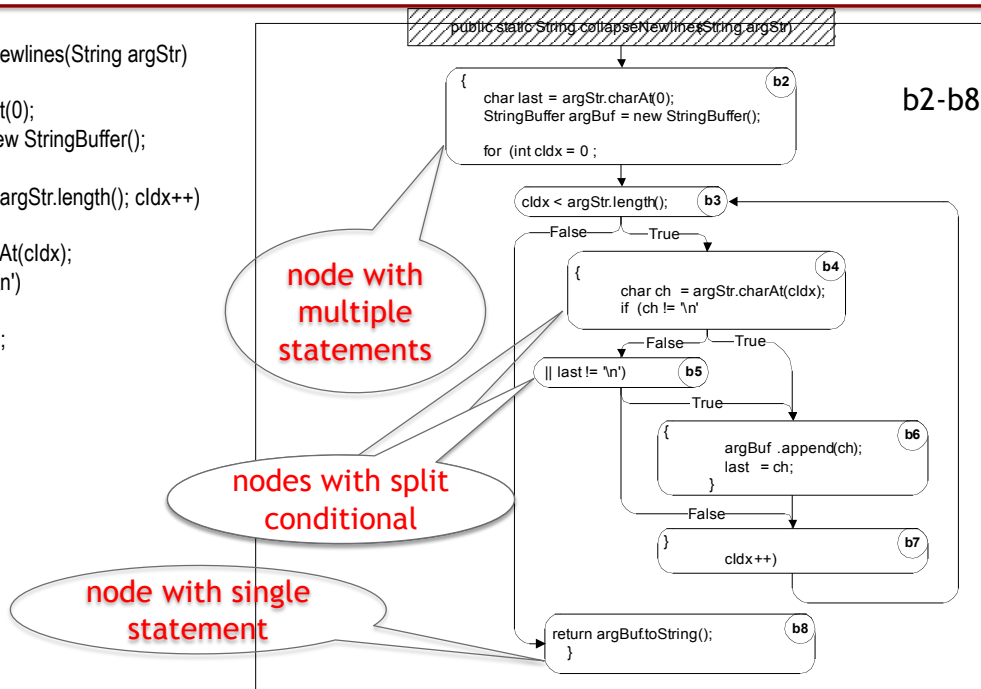 ewlines(String argStr)
t(0);
ew StringBuffer();
argStr.length(); cIdx++)
At(cIdx);
n')
;
public static String collapseNewlines(String argStr)
{
char last = argStr.charAt(0);
StringBuffer argBuf = new StringBuffer();
for (int cIdx = 0 ;
b2
b2-b8
cIdx < argStr.length();
b3
False
True
{
char ch = argStr.charAt(cIdx);
if (ch != '\n'
b4
False
True
|| last != '\n')
b5
True
{
argBuf .append(ch);
last = ch;
}
b6
False
}
cIdx++)
b7
return argBuf.toString();
}
b8
node with
multiple
statements
nodes with split
conditional
node with single
statement